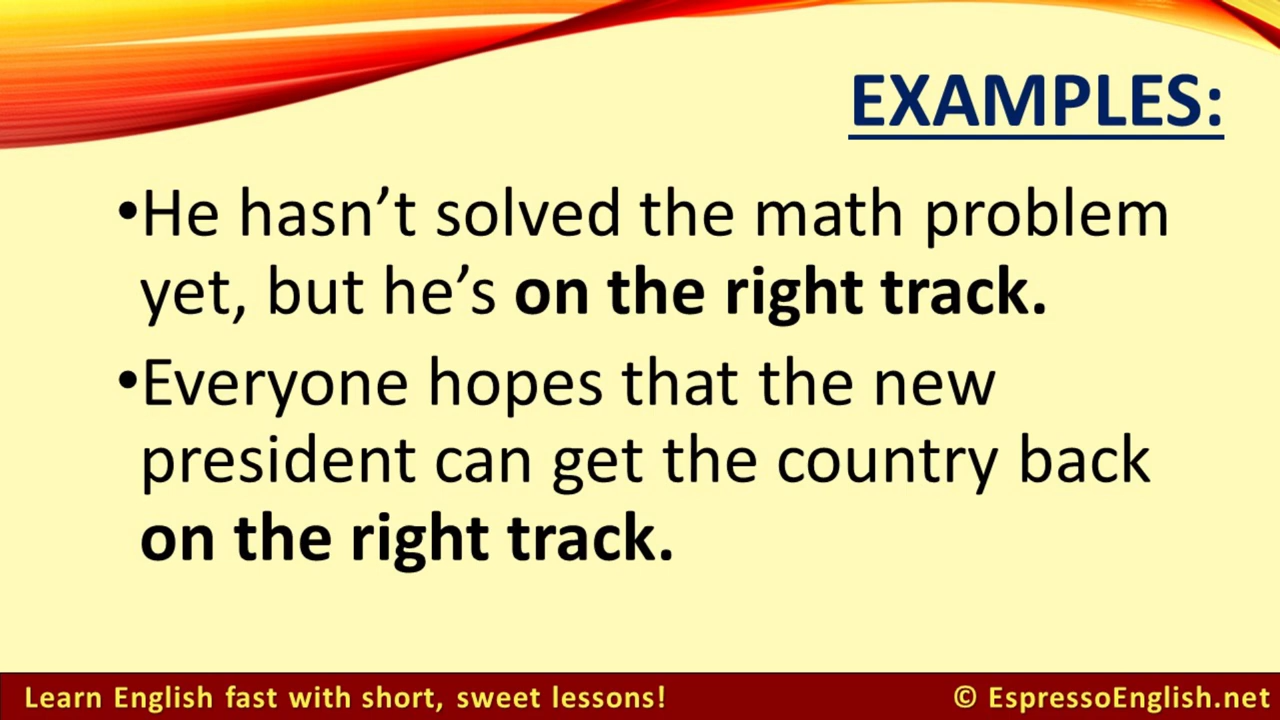 EXAMPLES:
•He hasn’t solved the math problem
yet, but he’s on the right track.
•Everyone hopes that the new
president can get the country back
on the right track.
Learn English fast with short, sweet lessons!
© EspressoEnglish.net